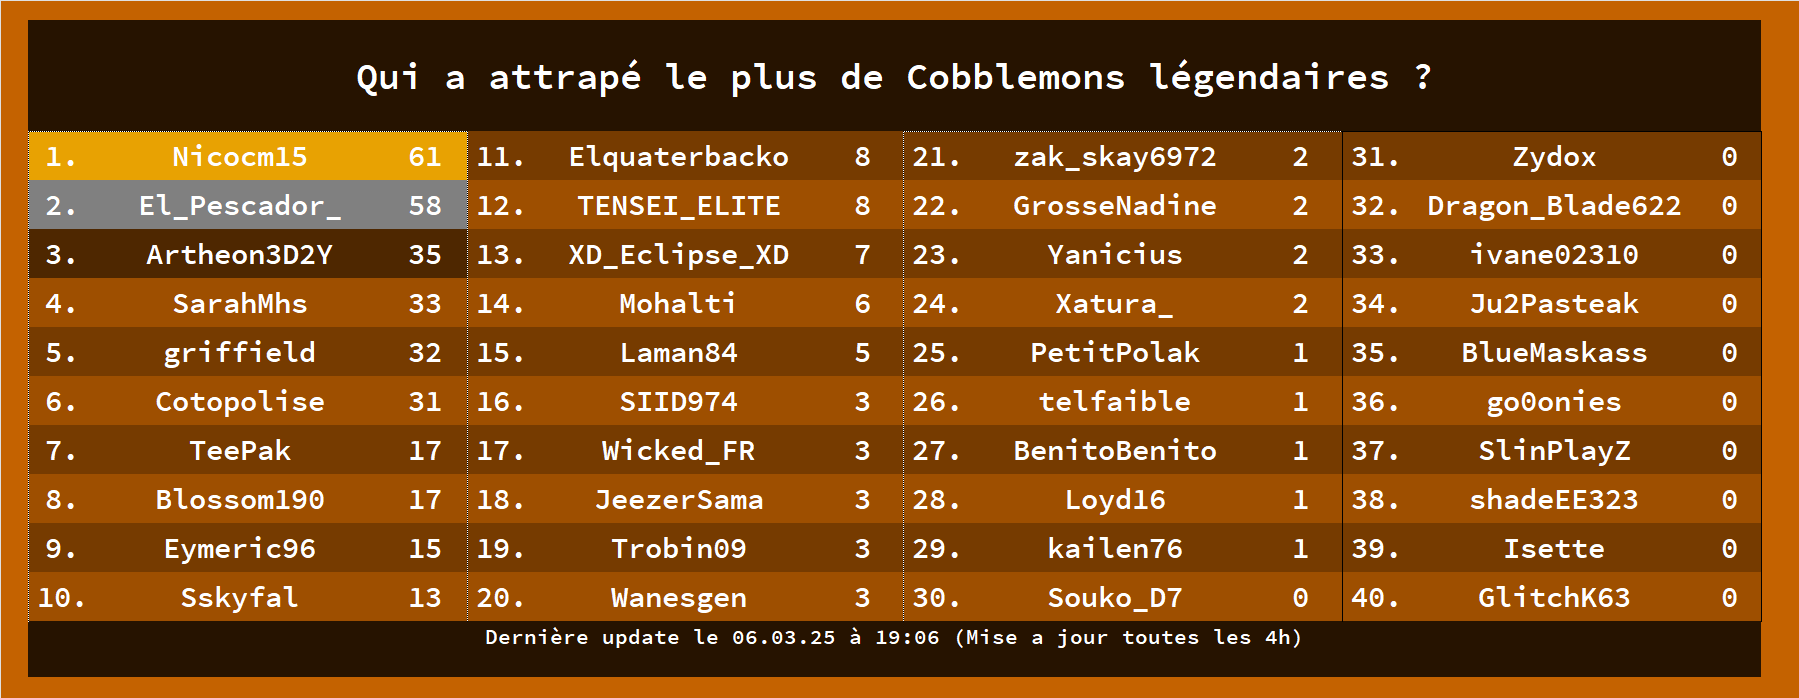 Qui a attrapé le plus de Cobblemons légendaires ?
1. Nicocm15 61
2. El_Pescador_ 58
3. Artheon3D2Y 35
4. SarahMhs 33
5. griffield 32
6. Cotopolise 31
7. TeePak 17
8. Blossom190 17
9. Eymeric96 15
10. Sskyfal 13
11. Elquaterbacko 8
12. TENSEI_ELITE 8
13. XD_Eclipse_XD 7
14. Mohalti 6
15. Laman84 5
16. SIID974 3
17. Wicked_FR 3
18. JeezerSama 3
19. Trobin09 3
20. Wanesgen 3
21. zak_skay6972 2
22. GrosseNadine 2
23. Yanicius 2
24. Xatura_ 2
25. PetitPolak 1
26. telfaible 1
27. BenitoBenito 1
28. Loyd16 1
29. kailen76 1
30. Souko_D7 0
31. Zydox 0
32. Dragon_Blade622 0
33. ivane02310 0
34. Ju2Pasteak 0
35. BlueMaskass 0
36. go0onies 0
37. SlinPlayZ 0
38. shadeEE323 0
39. Isette 0
40. GlitchK63 0
Dernière update le 06.03.25 à 19:06 (Mise a jour toutes les 4h)